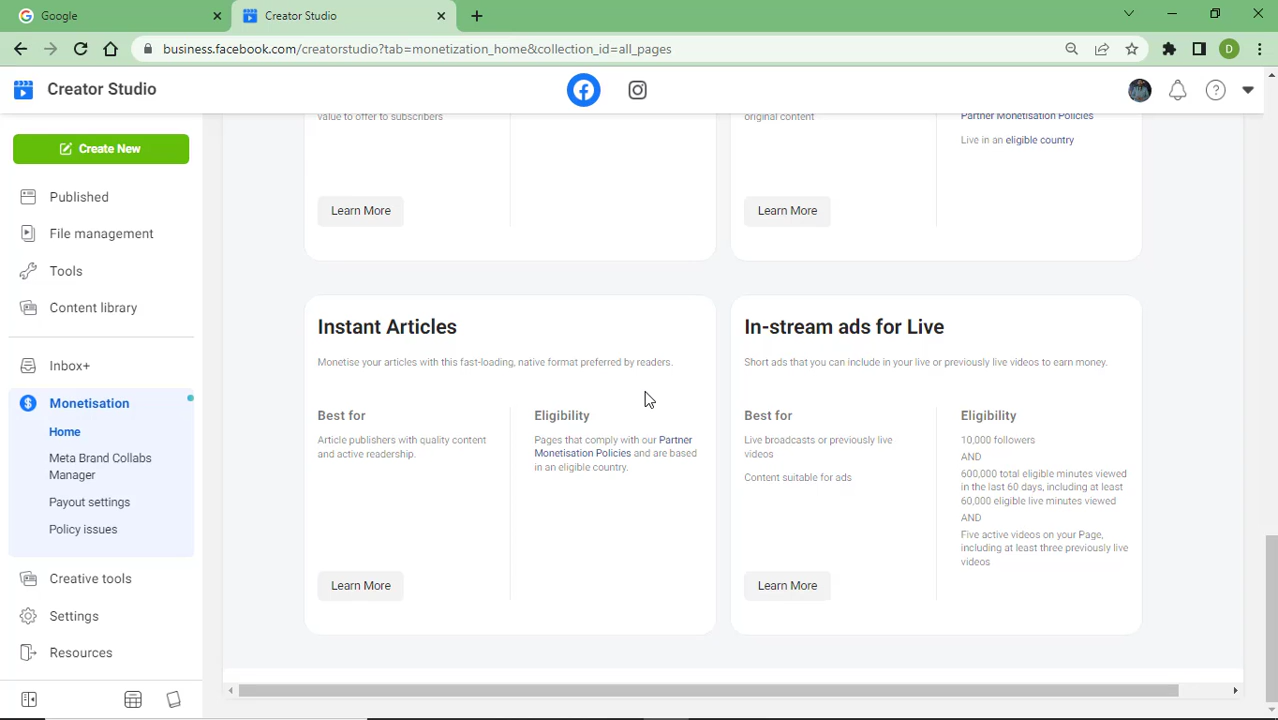 Google
Creator Studio
business.facebook.com/creatorstudio?tab=monetization_home&collection_id=all_pages
D
Creator Studio
Create New
Published
File management
Tools
Content library
Inbox+
Monetisation
Home
Meta Brand Collabs
Manager
Payout settings
Policy issues
Creative tools
Settings
Resources
value to offer to subscribers
Learn More
original content
Partner Monetisation Policies
Live in an eligible country
Learn More
Instant Articles
Monetise your articles with this fast-loading, native format preferred by readers.
Best for
Article publishers with quality content
and active readership.
Eligibility
Pages that comply with our Partner
Monetisation Policies and are based
in an eligible country.
Learn More
In-stream ads for Live
Short ads that you can include in your live or previously live videos to earn money.
Best for
Live broadcasts or previously live
videos
Content suitable for ads
Eligibility
10,000 followers
AND
600,000 total eligible minutes viewed
in the last 60 days, including at least
60,000 eligible live minutes viewed
AND
Five active videos on your Page,
including at least three previously live
videos
Learn More